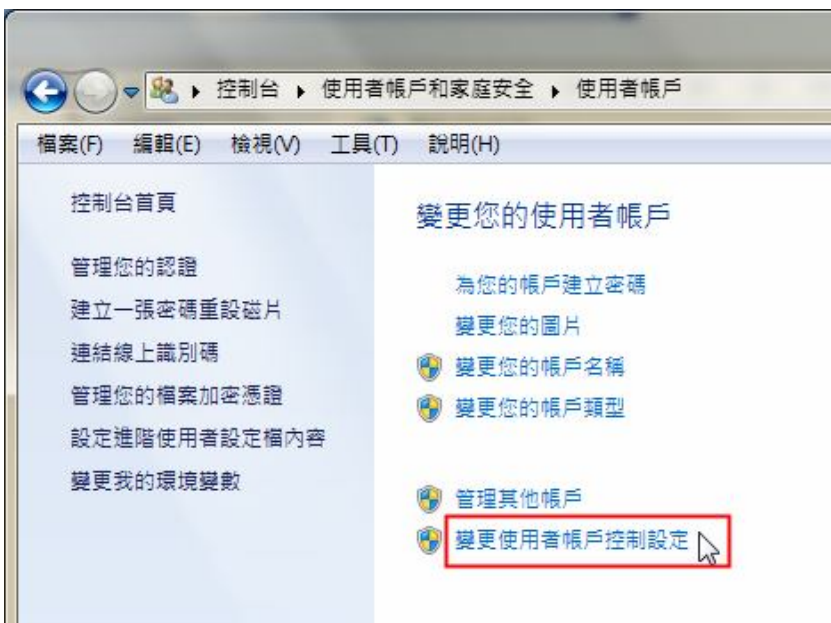 控制台 ▸ 使用者帳戶和家庭安全 ▸ 使用者帳戶
檔案(F) 編輯(E) 檢視(V) 工具(T) 說明(H)
控制台首頁
管理您的認證
建立一張密碼重設磁片
連結線上識別碼
管理您的檔案加密憑證
設定進階使用者設定檔內容
變更我的環境變數
變更您的使用者帳戶
為您的帳戶建立密碼
變更您的圖片
變更您的帳戶名稱
變更您的帳戶類型
管理其他帳戶
變更使用者帳戶控制設定